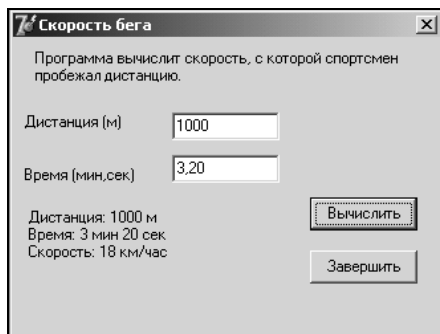 Скорость бега
Программа вычислит скорость, с которой спортсмен
пробежал дистанцию.
Дистанция (м)
1000
Время (мин,сек)
3,20
Дистанция: 1000 м
Время: 3 мин 20 сек
Скорость: 18 км/час
Вычислить
Завершить